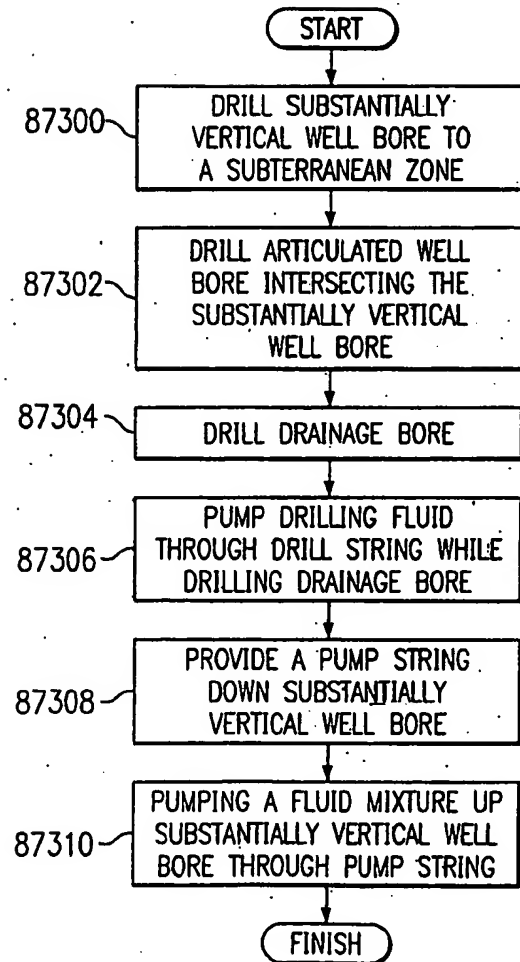 START
87300
DRILL SUBSTANTIALLY
VERTICAL WELL BORE TO
A SUBTERRANEAN ZONE
87302
DRILL ARTICULATED WELL
BORE INTERSECTING THE
SUBSTANTIALLY VERTICAL
WELL BORE
87304
DRILL DRAINAGE BORE
87306
PUMP DRILLING FLUID
THROUGH DRILL STRING WHILE
DRILLING DRAINAGE BORE
87308
PROVIDE A PUMP STRING
DOWN SUBSTANTIALLY
VERTICAL WELL BORE
87310
PUMPING A FLUID MIXTURE UP
SUBSTANTIALLY VERTICAL WELL
BORE THROUGH PUMP STRING
FINISH